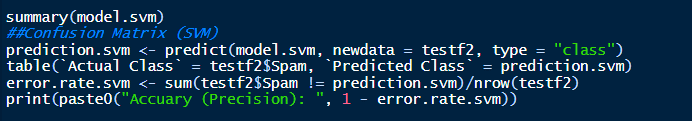 summary(model.svm)
##Confusion Matrix (SVM)
prediction.svm <- predict(model.svm, newdata = testf2, type = "class")
table(`Actual Class` = testf2$Spam, `Predicted Class` = prediction.svm)
error.rate.svm <- sum(testf2$Spam != prediction.svm)/nrow(testf2)
print(paste0("Accuary (Precision): ", 1 - error.rate.svm))